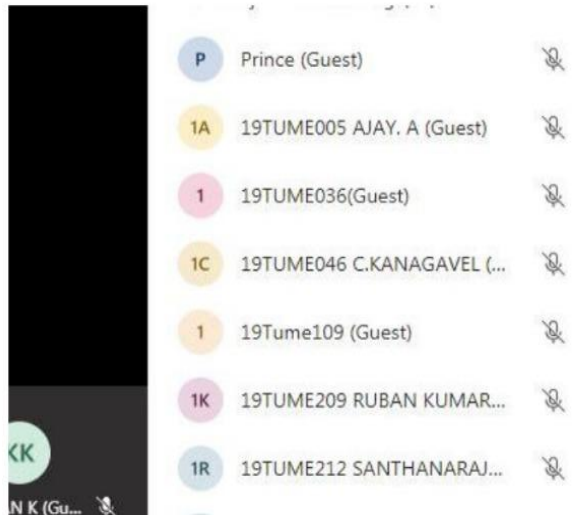 P Prince (Guest)
1A 19TUME005 AJAY. A (Guest)
1 19TUME036(Guest)
1C 19TUME046 C.KANAGAVEL (...
1 19Tume109 (Guest)
1K 19TUME209 RUBAN KUMAR...
1R 19TUME212 SANTHANARAJ...
KK
N K (Gu...